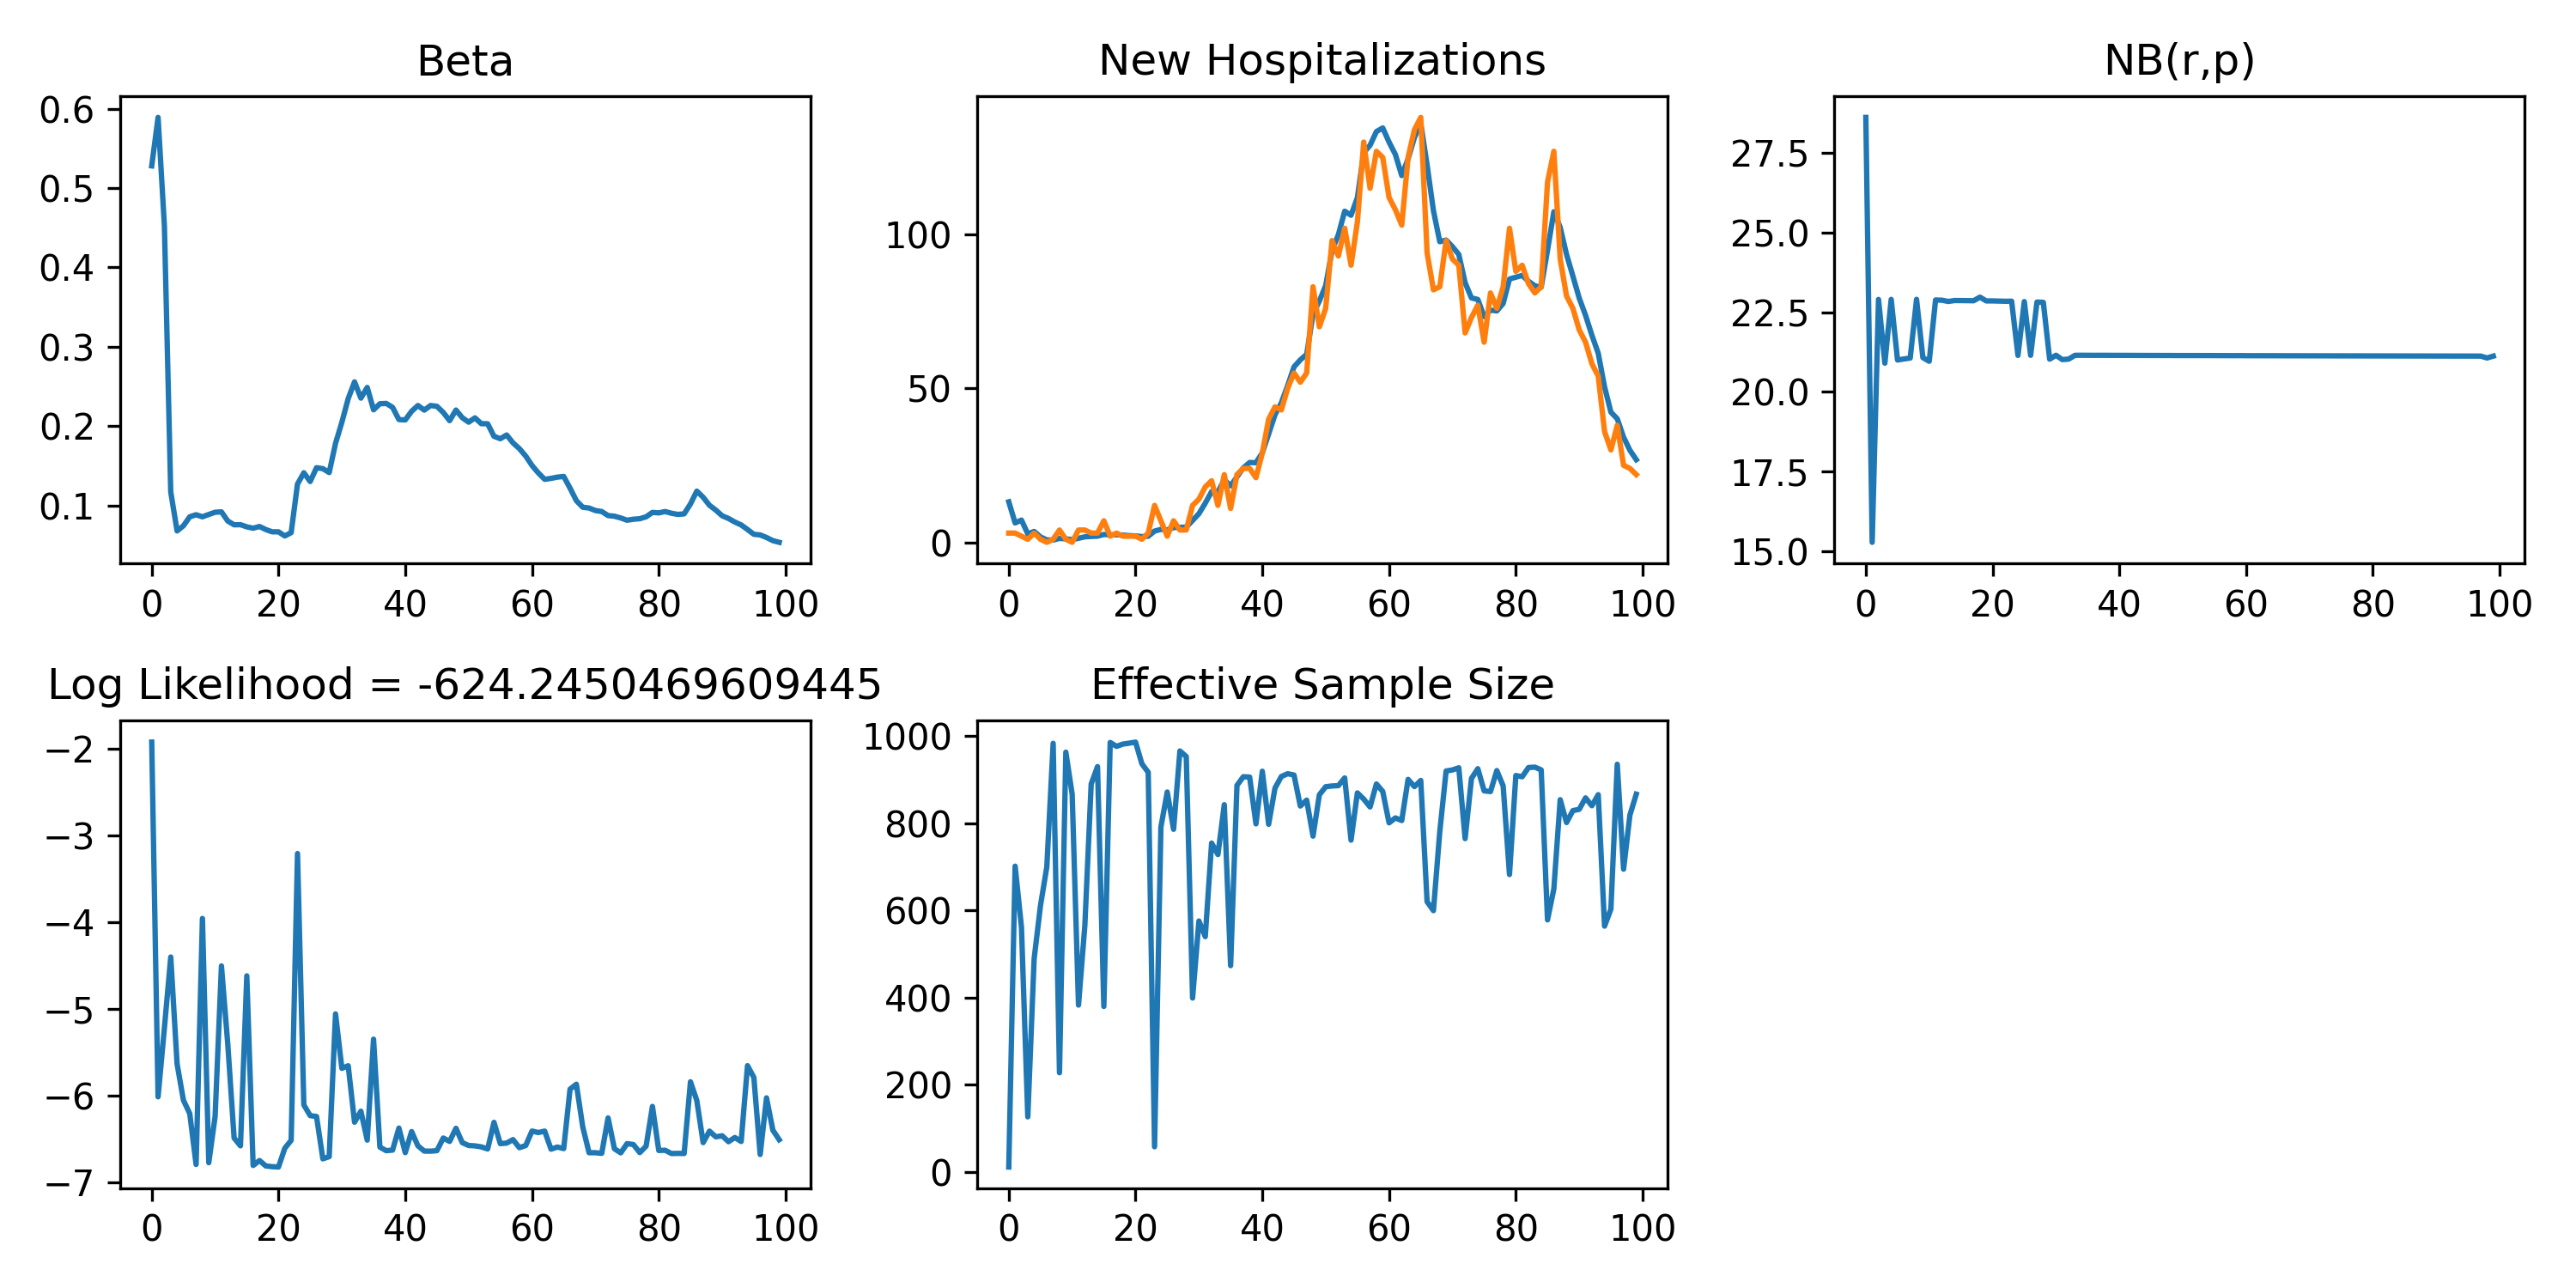 Beta
0.6
0.5
0.4
0.3
0.2
0.1
0 20 40 60 80 100
New Hospitalizations
100
50
0
0 20 40 60 80 100
NB(r,p)
27.5
25.0
22.5
20.0
17.5
15.0
0 20 40 60 80 100
Log Likelihood = -624.2450469609445
−2
−3
−4
−5
−6
−7
0 20 40 60 80 100
Effective Sample Size
1000
800
600
400
200
0
0 20 40 60 80 100